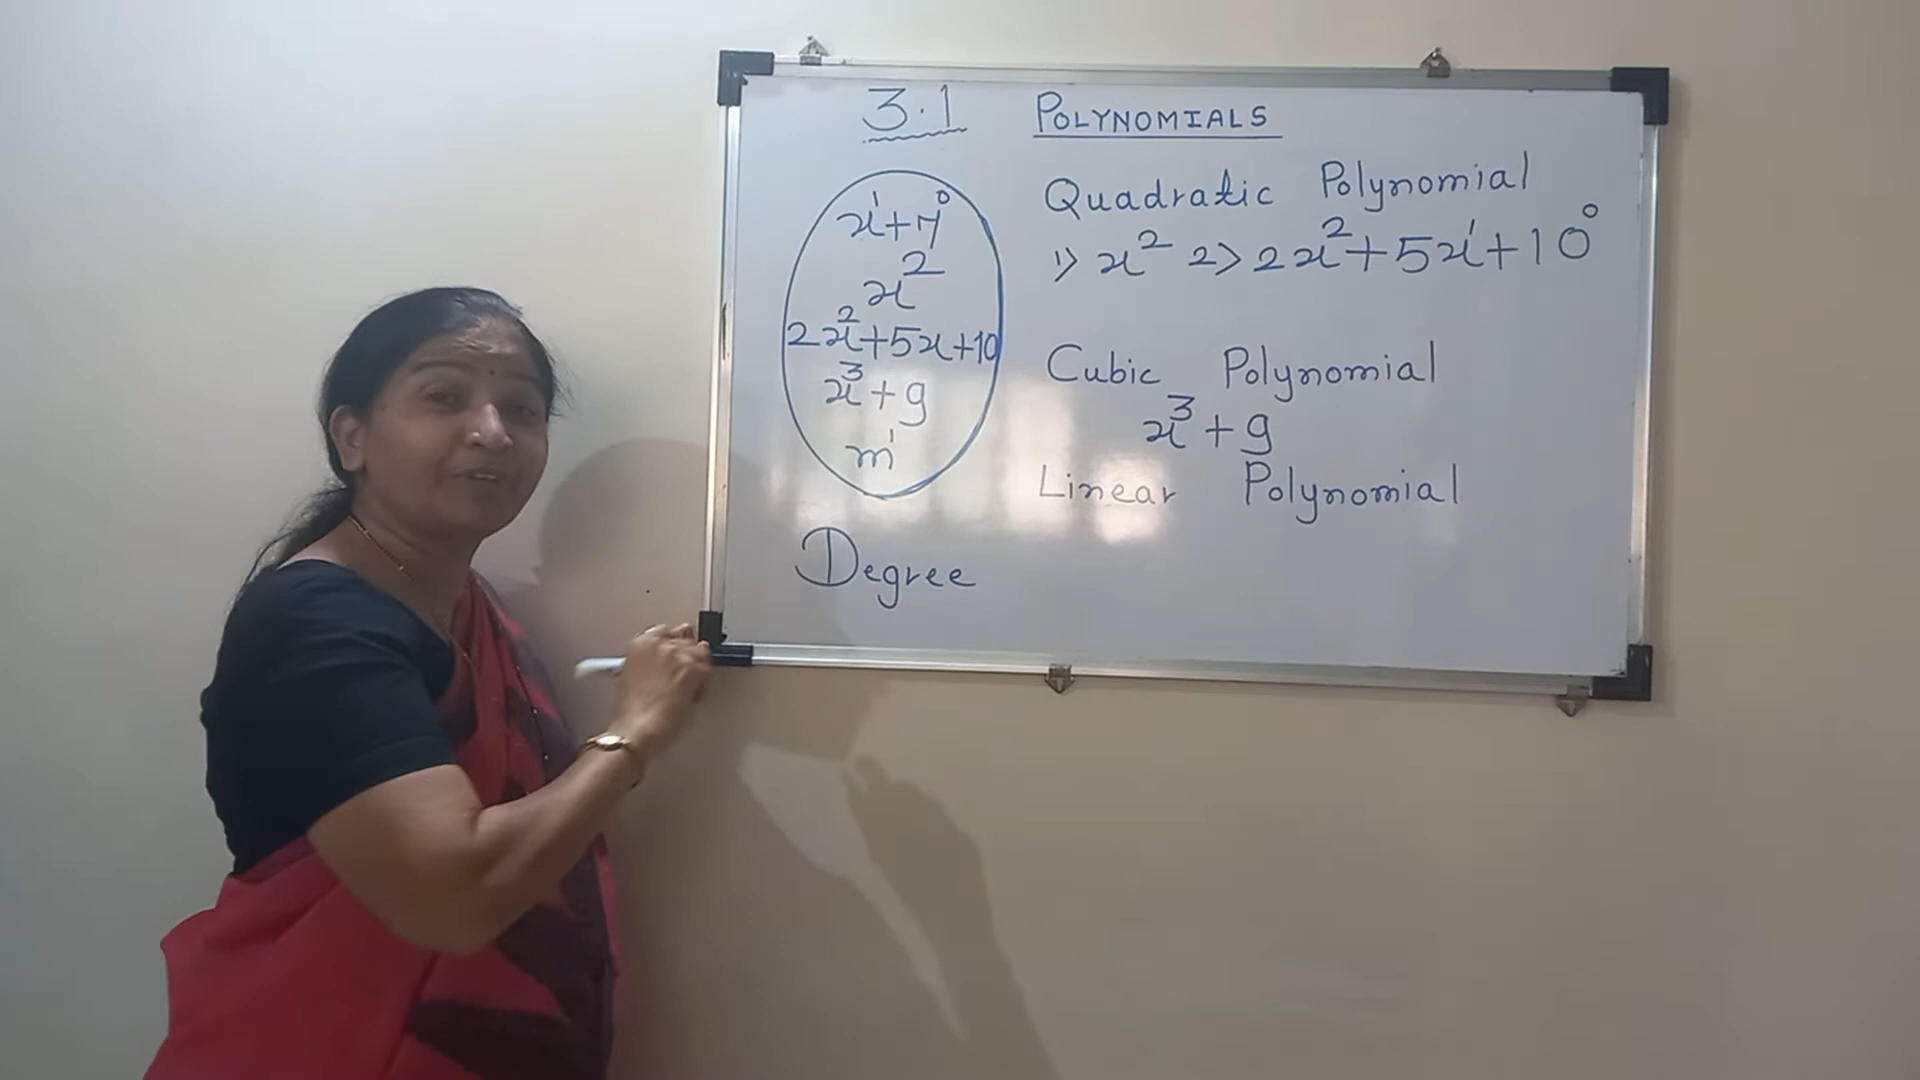 3.1 POLYNOMIALS
x¹+7⁰
x²
2x²+5x+10
x³+9
m¹
Degree
Quadratic Polynomial
1) x² 2) 2x²+5x¹+10⁰
Cubic Polynomial
x³+9
Linear Polynomial